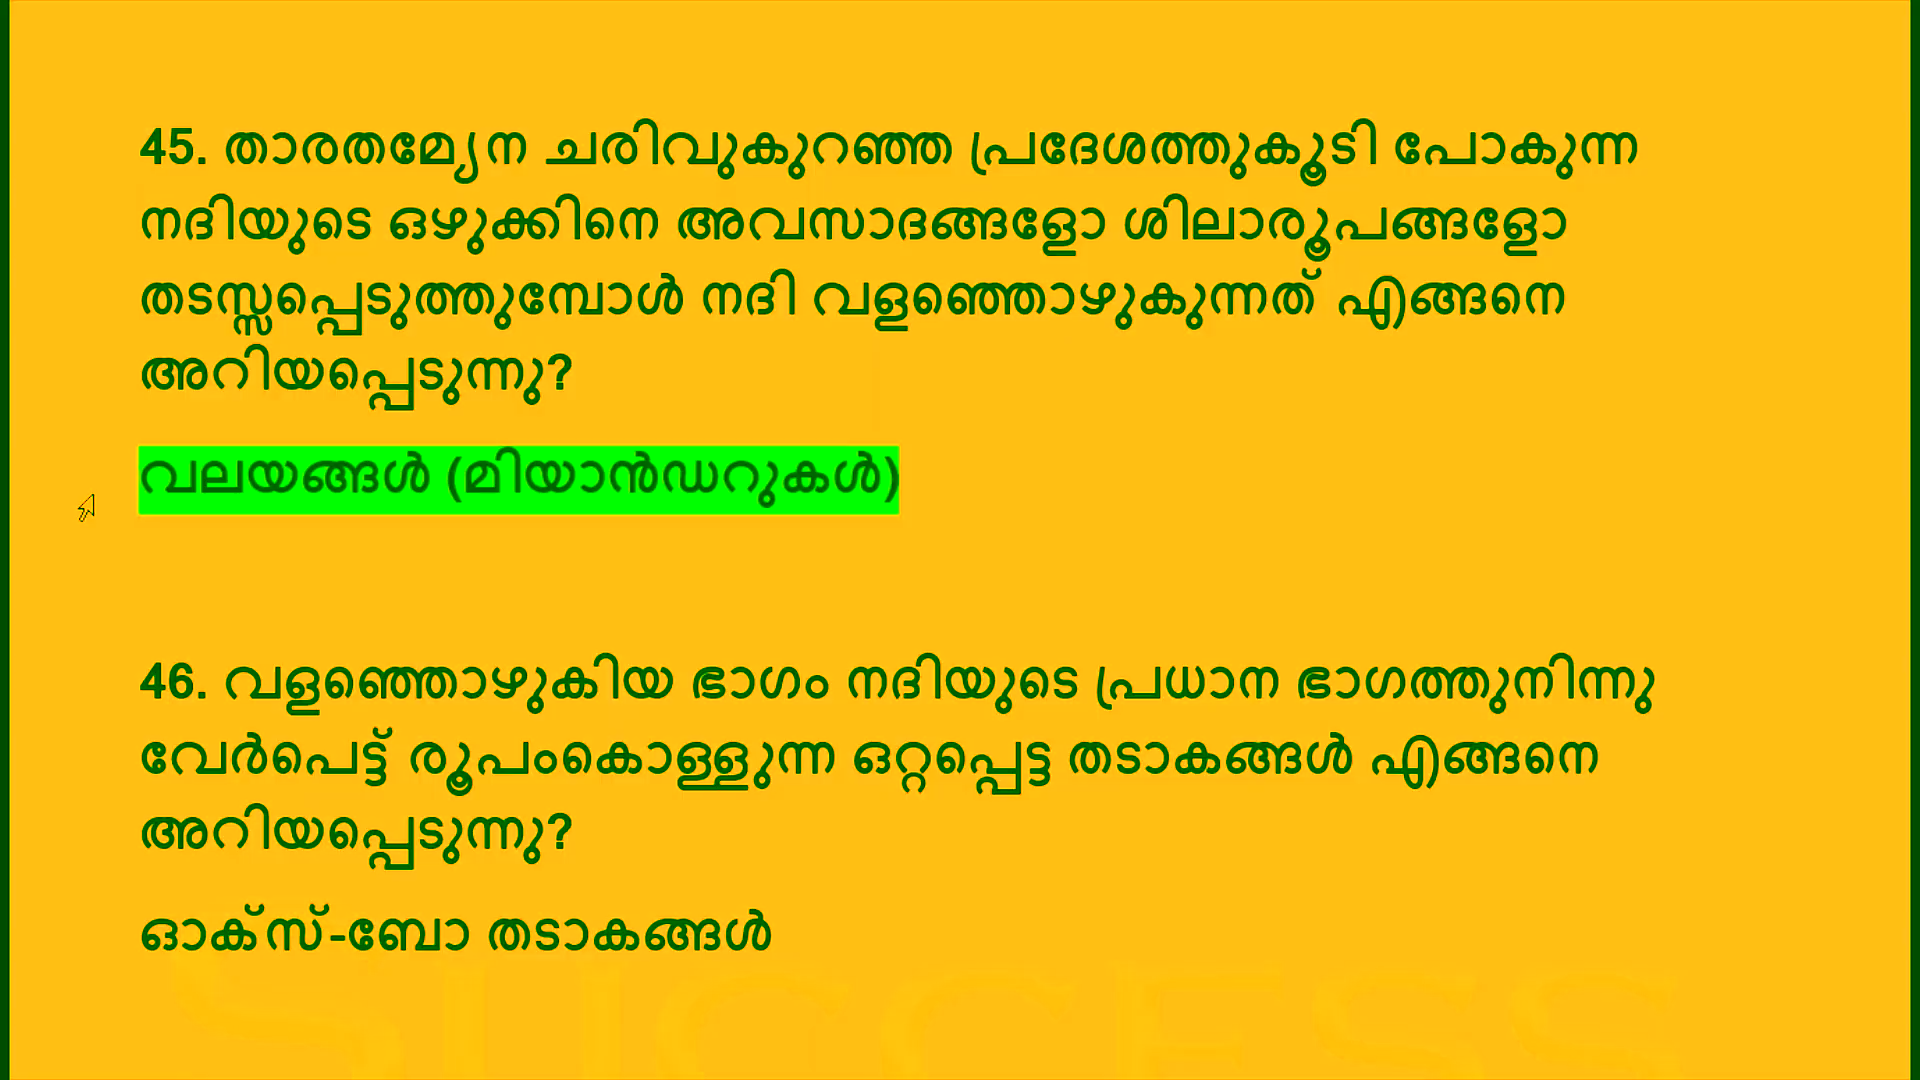 45. താരതമ്യേന ചരിവുകുറഞ്ഞ പ്രദേശത്തുകൂടി പോകുന്ന
നദിയുടെ ഒഴുക്കിനെ അവസാദങ്ങളോ ശിലാരൂപങ്ങളോ
തടസ്സപ്പെടുത്തുമ്പോൾ നദി വളഞ്ഞൊഴുകുന്നത് എങ്ങനെ
അറിയപ്പെടുന്നു?
വലയങ്ങൾ (മിയാൻഡറുകൾ)
46. വളഞ്ഞൊഴുകിയ ഭാഗം നദിയുടെ പ്രധാന ഭാഗത്തുനിന്നു
വേർപെട്ട് രൂപംകൊള്ളുന്ന ഒറ്റപ്പെട്ട തടാകങ്ങൾ എങ്ങനെ
അറിയപ്പെടുന്നു?
ഓക്സ്-ബോ തടാകങ്ങൾ
SUCCESS